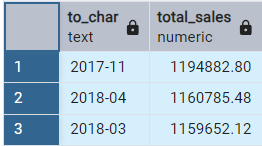 to_char total_sales
text numeric
1 2017-11 1194882.80
2 2018-04 1160785.48
3 2018-03 1159652.12